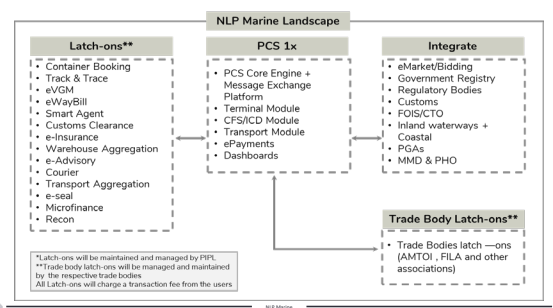 NLP Marine Landscape
Latch-ons**
• Container Booking
• Track & Trace
• eVGM
• eWayBill
• Smart Agent
• Customs Clearance
• e-Insurance
• Warehouse Aggregation
• e-Advisory
• Courier
• Transport Aggregation
• e-seal
• Microfinance
• Recon
PCS 1x
• PCS Core Engine +
Message Exchange
Platform
• Terminal Module
• CFS/ICD Module
• Transport Module
• ePayments
• Dashboards
Integrate
• eMarket/Bidding
• Government Registry
• Regulatory Bodies
• Customs
• FOIS/CTO
• Inland waterways +
Coastal
• PGAs
• MMD & PHO
Trade Body Latch-ons**
• Trade Bodies latch —ons
(AMTOI , FILA and other
associations)
*Latch-ons will be maintained and managed by PIPL
**Trade body latch-ons will be managed and maintained
by the respective trade bodies
All Latch-ons will charge a transaction fee from the users
NLP Marine